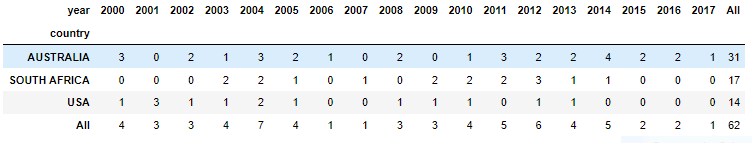 year 2000 2001 2002 2003 2004 2005 2006 2007 2008 2009 2010 2011 2012 2013 2014 2015 2016 2017 All
country
AUSTRALIA 3 0 2 1 3 2 1 0 2 0 1 3 2 2 4 2 2 1 31
SOUTH AFRICA 0 0 0 2 2 1 0 1 0 2 2 2 3 1 1 0 0 0 17
USA 1 3 1 1 2 1 0 0 1 1 1 0 1 1 0 0 0 0 14
All 4 3 3 4 7 4 1 1 3 3 4 5 6 4 5 2 2 1 62